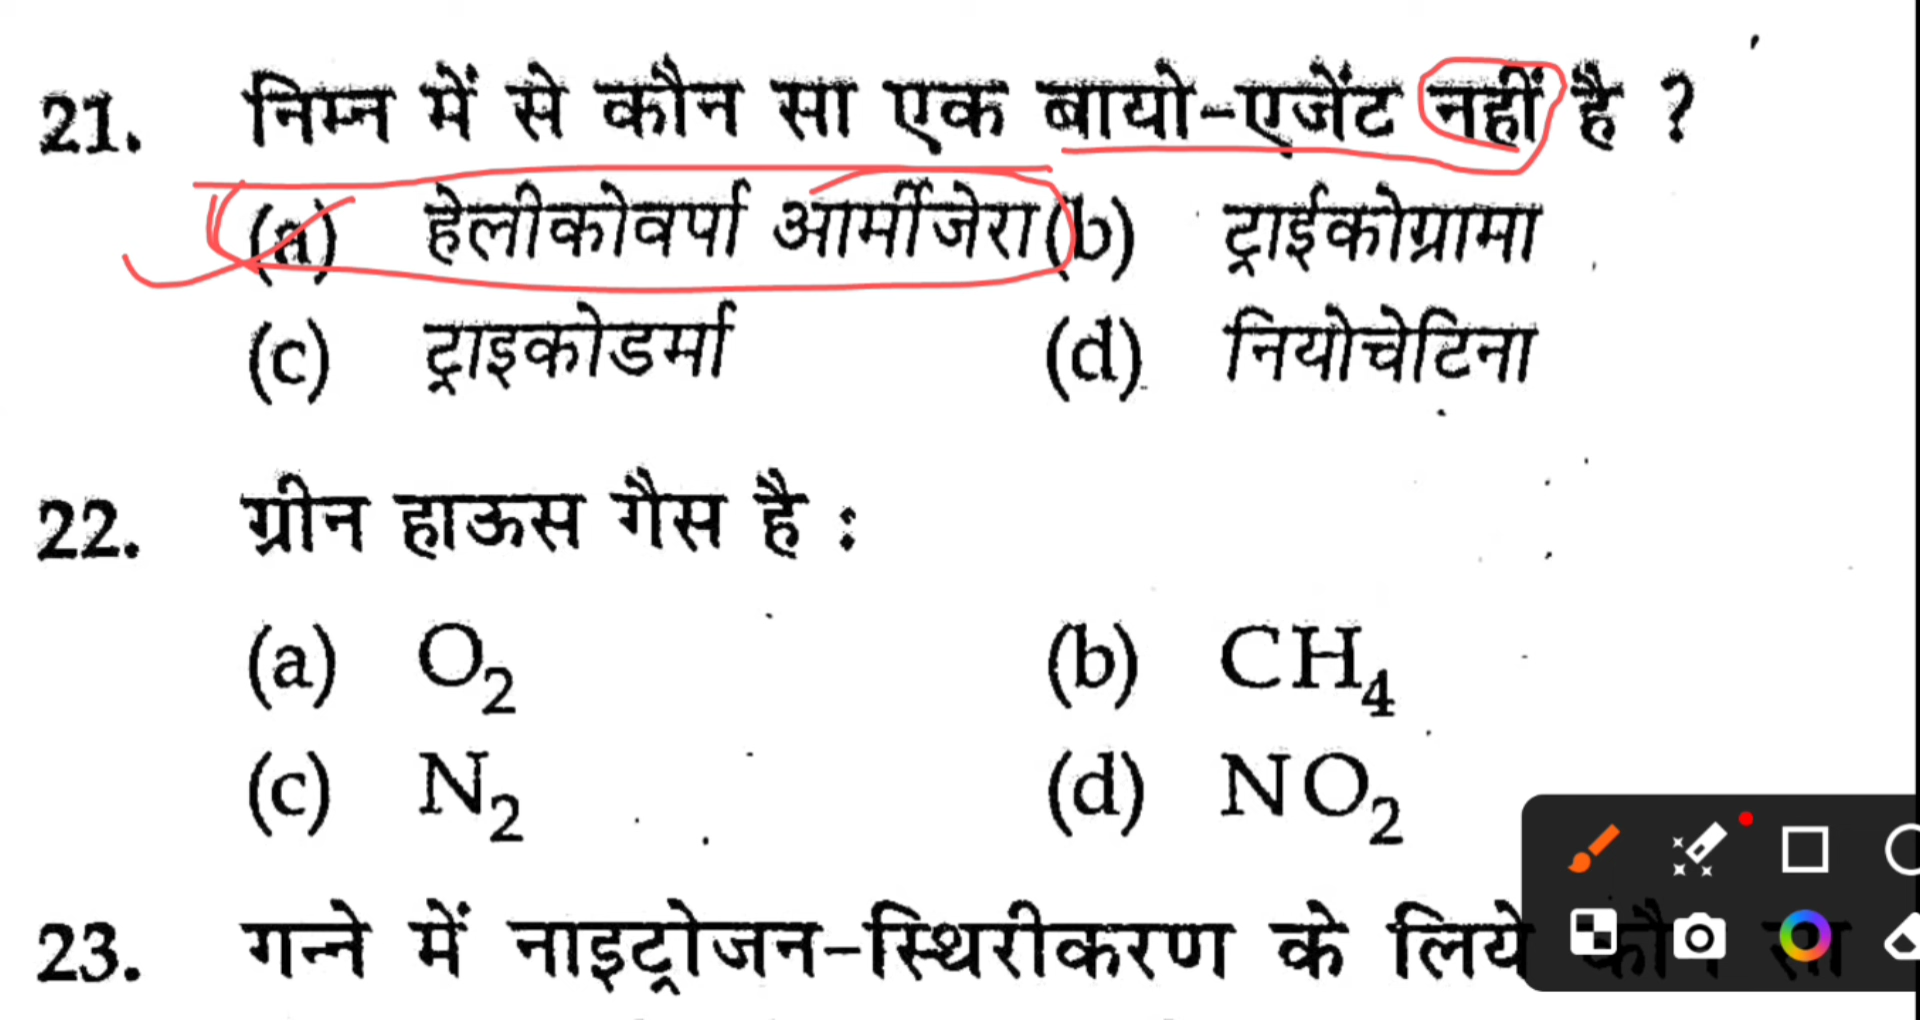 21. निम्न में से कौन सा एक बायो-एजेंट नहीं है ?
(a) हेलीकोवर्पा आर्मीजेरा (b) ट्राईकोग्रामा
(c) ट्राइकोडर्मा (d) नियोचेटिना
22. ग्रीन हाऊस गैस है :
(a) O₂ (b) CH₄
(c) N₂ (d) NO₂
23. गन्ने में नाइट्रोजन-स्थिरीकरण के लिये कौन सा